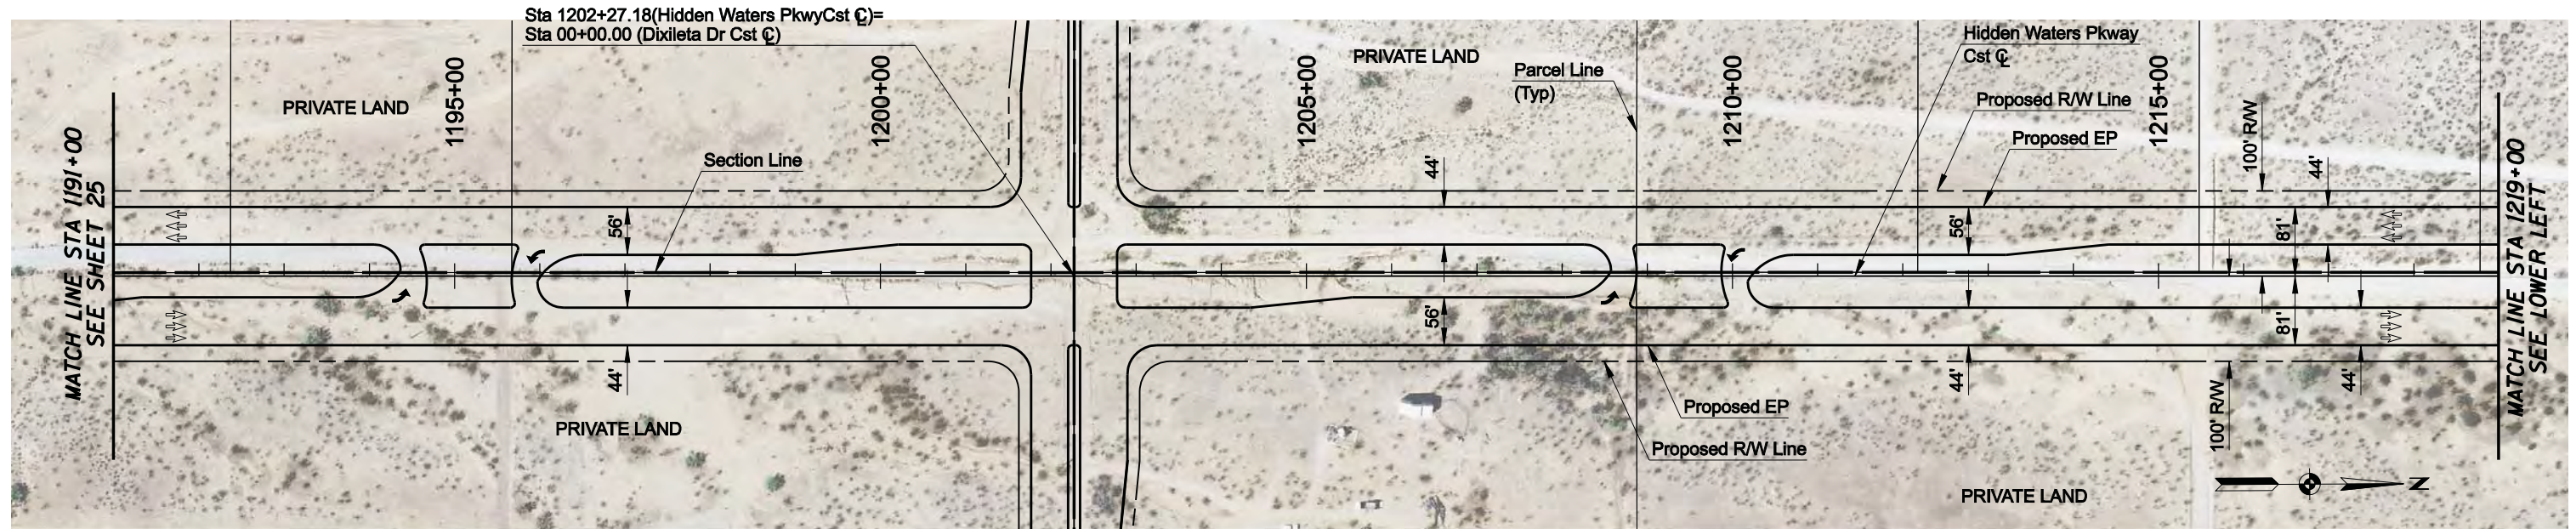 Sta 1202+27.18(Hidden Waters PkwyCst ℄)=
Sta 00+00.00 (Dixileta Dr Cst ℄)
PRIVATE LAND
Hidden Waters Pkway
Cst ℄
Parcel Line
(Typ)
1195+00
1200+00
1205+00
1210+00
1215+00
PRIVATE LAND
Proposed R/W Line
100' R/W
Proposed EP
Section Line
44'
44'
MATCH LINE STA 1191+00
SEE SHEET 25
56'
56'
81'
MATCH LINE STA 1219+00
SEE LOWER LEFT
56'
81'
44'
44'
44'
100' R/W
Proposed EP
PRIVATE LAND
Proposed R/W Line
PRIVATE LAND
N